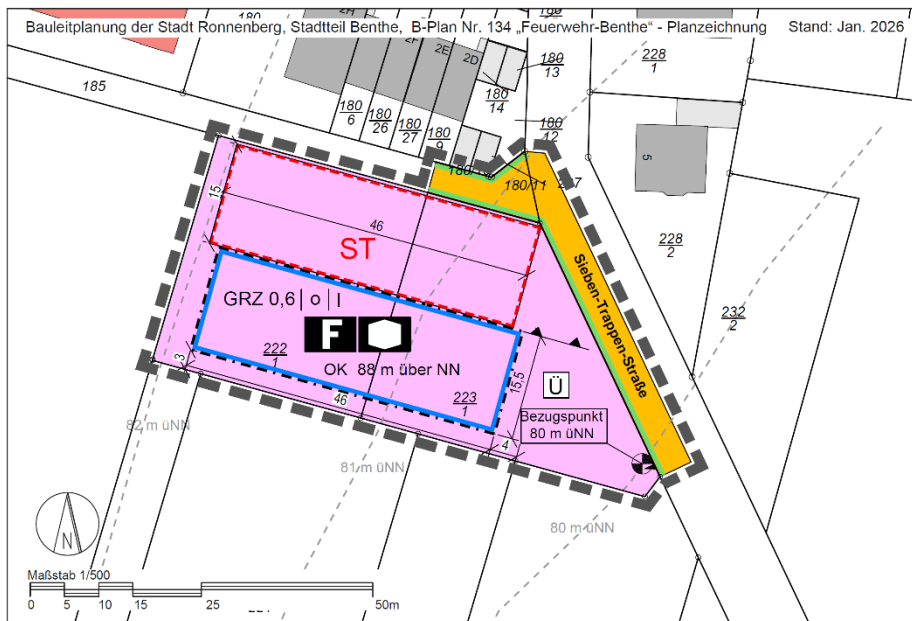 Bauleitplanung der Stadt Ronnenberg, Stadtteil Benthe, B-Plan Nr. 134 „Feuerwehr-Benthe“ - Planzeichnung Stand: Jan. 2026
180
2F
2E
2D
180
13
228
1
185
180
14
180
6
180
26
180
27
180
9
180
12
5
180/11
15
46
ST
228
2
Sieben-Trappen-Straße
GRZ 0,6 | o | I
F
232
2
222
1
OK 88 m über NN
3
46
223
1
15,5
Ü
Bezugspunkt
80 m üNN
4
82 m üNN
81 m üNN
80 m üNN
N
Maßstab 1/500
0 5 10 15 25 50m